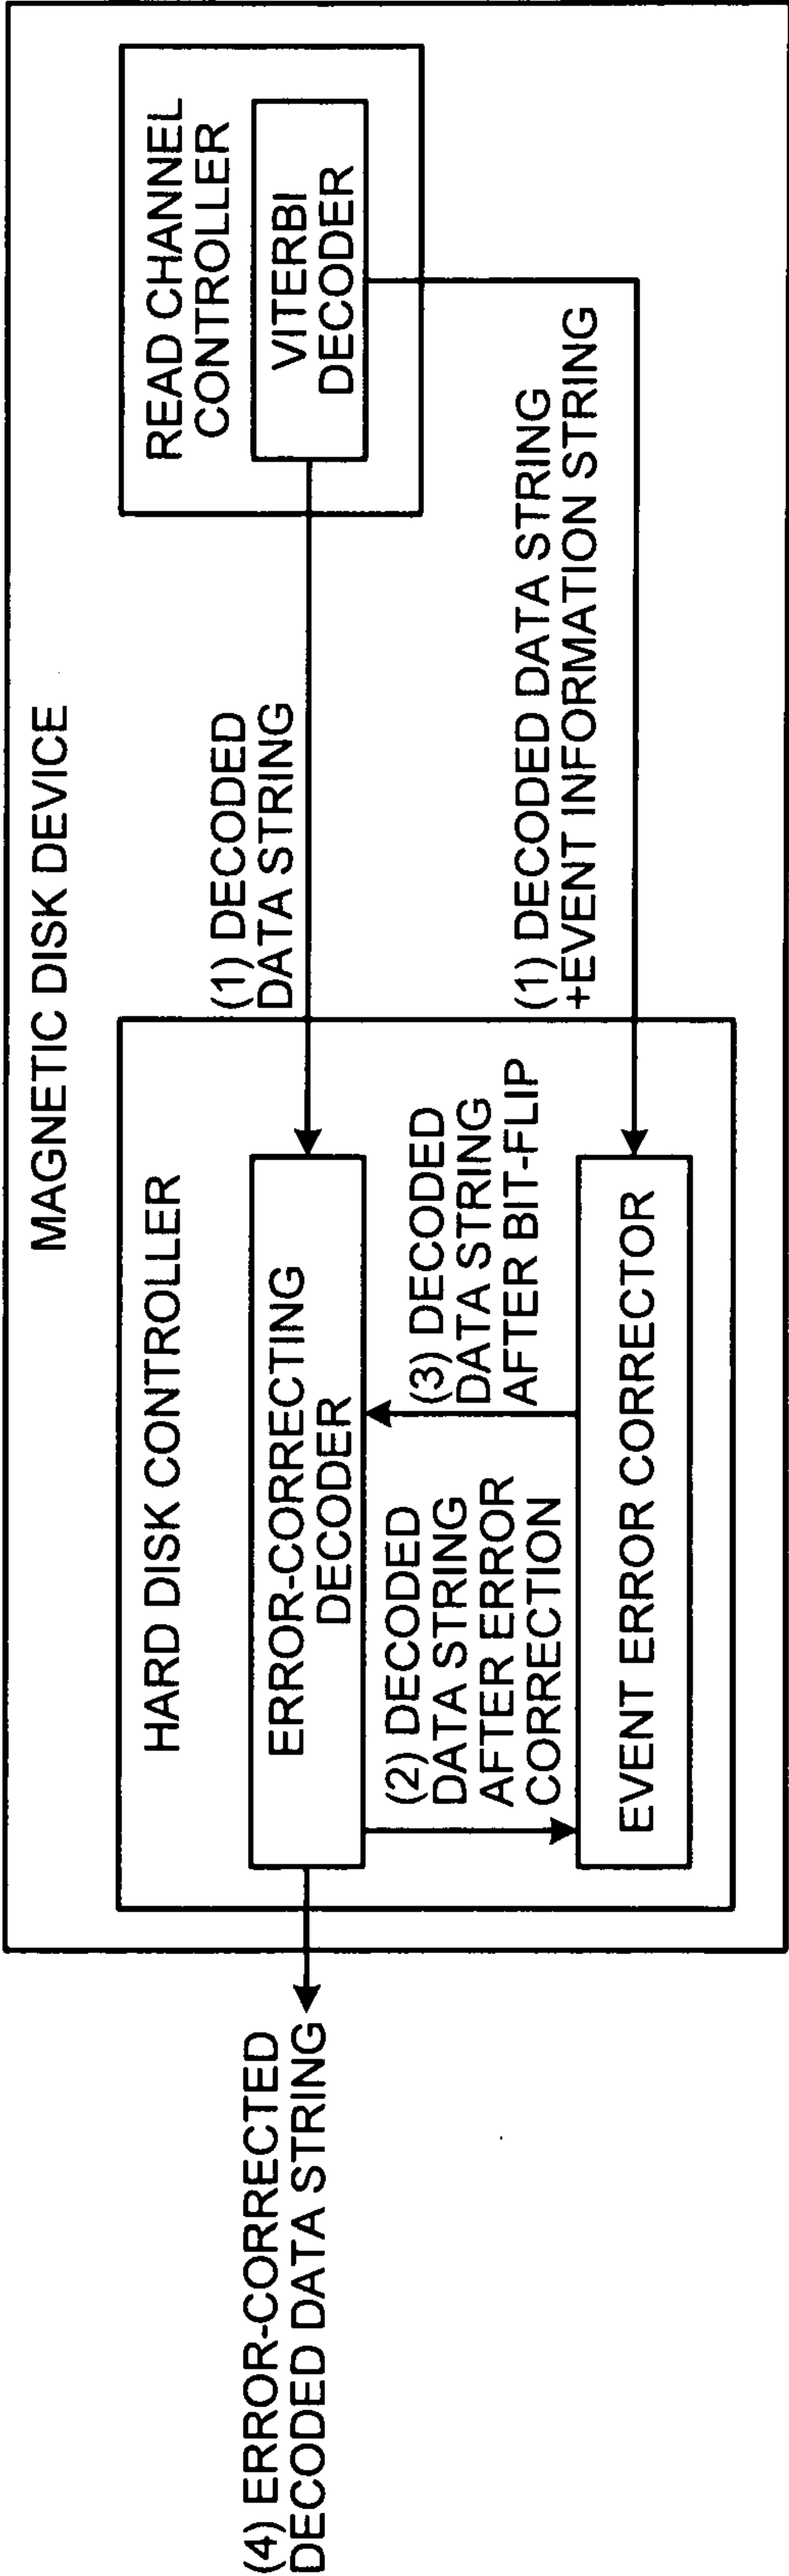 MAGNETIC DISK DEVICE
HARD DISK CONTROLLER
READ CHANNEL
CONTROLLER
(4) ERROR-CORRECTED
DECODED DATA STRING
ERROR-CORRECTING
DECODER
(1) DECODED
DATA STRING
VITERBI
DECODER
(2) DECODED
DATA STRING
AFTER ERROR
CORRECTION
(3) DECODED
DATA STRING
AFTER BIT-FLIP
(1) DECODED DATA STRING
+EVENT INFORMATION STRING
EVENT ERROR CORRECTOR